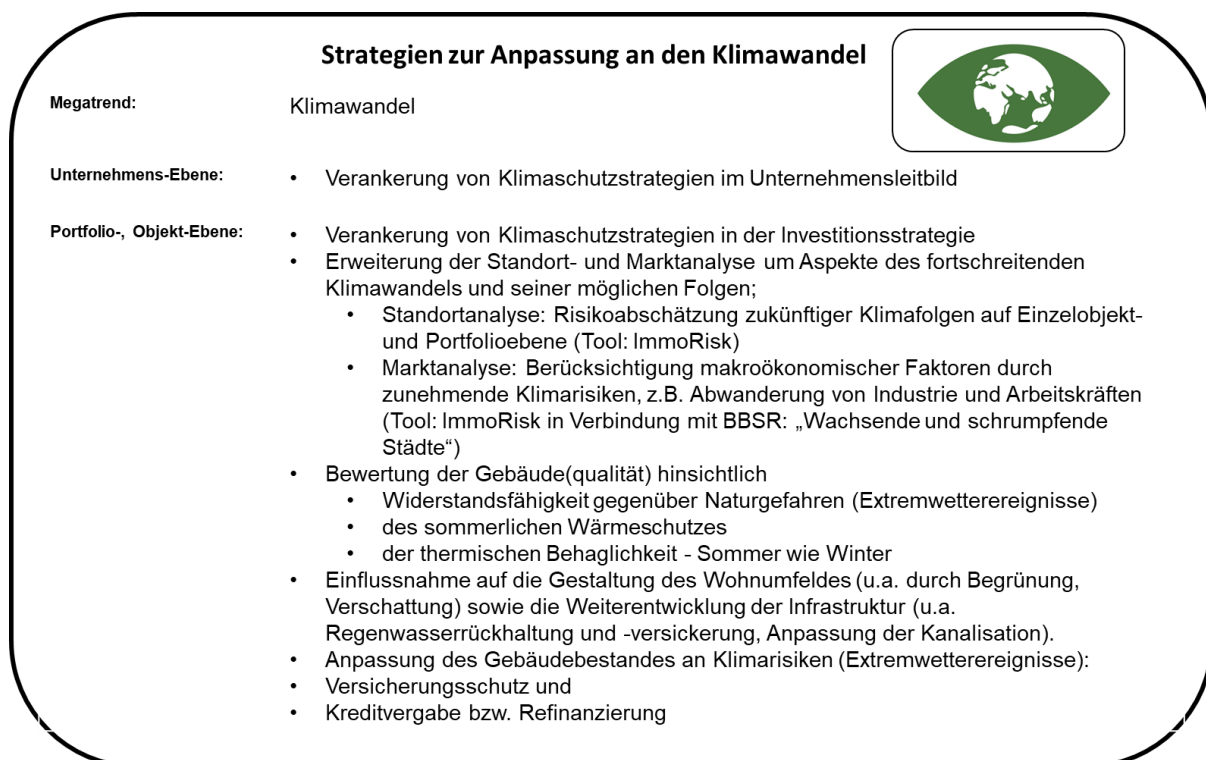 Strategien zur Anpassung an den Klimawandel
Megatrend: Klimawandel
Unternehmens-Ebene: • Verankerung von Klimaschutzstrategien im Unternehmensleitbild
Portfolio-, Objekt-Ebene: • Verankerung von Klimaschutzstrategien in der Investitionsstrategie
• Erweiterung der Standort- und Marktanalyse um Aspekte des fortschreitenden
Klimawandels und seiner möglichen Folgen;
• Standortanalyse: Risikoabschätzung zukünftiger Klimafolgen auf Einzelobjekt-
und Portfolioebene (Tool: ImmoRisk)
• Marktanalyse: Berücksichtigung makroökonomischer Faktoren durch
zunehmende Klimarisiken, z.B. Abwanderung von Industrie und Arbeitskräften
(Tool: ImmoRisk in Verbindung mit BBSR: „Wachsende und schrumpfende
Städte“)
• Bewertung der Gebäude(qualität) hinsichtlich
• Widerstandsfähigkeit gegenüber Naturgefahren (Extremwetterereignisse)
• des sommerlichen Wärmeschutzes
• der thermischen Behaglichkeit - Sommer wie Winter
• Einflussnahme auf die Gestaltung des Wohnumfeldes (u.a. durch Begrünung,
Verschattung) sowie die Weiterentwicklung der Infrastruktur (u.a.
Regenwasserrückhaltung und -versickerung, Anpassung der Kanalisation).
• Anpassung des Gebäudebestandes an Klimarisiken (Extremwetterereignisse):
• Versicherungsschutz und
• Kreditvergabe bzw. Refinanzierung